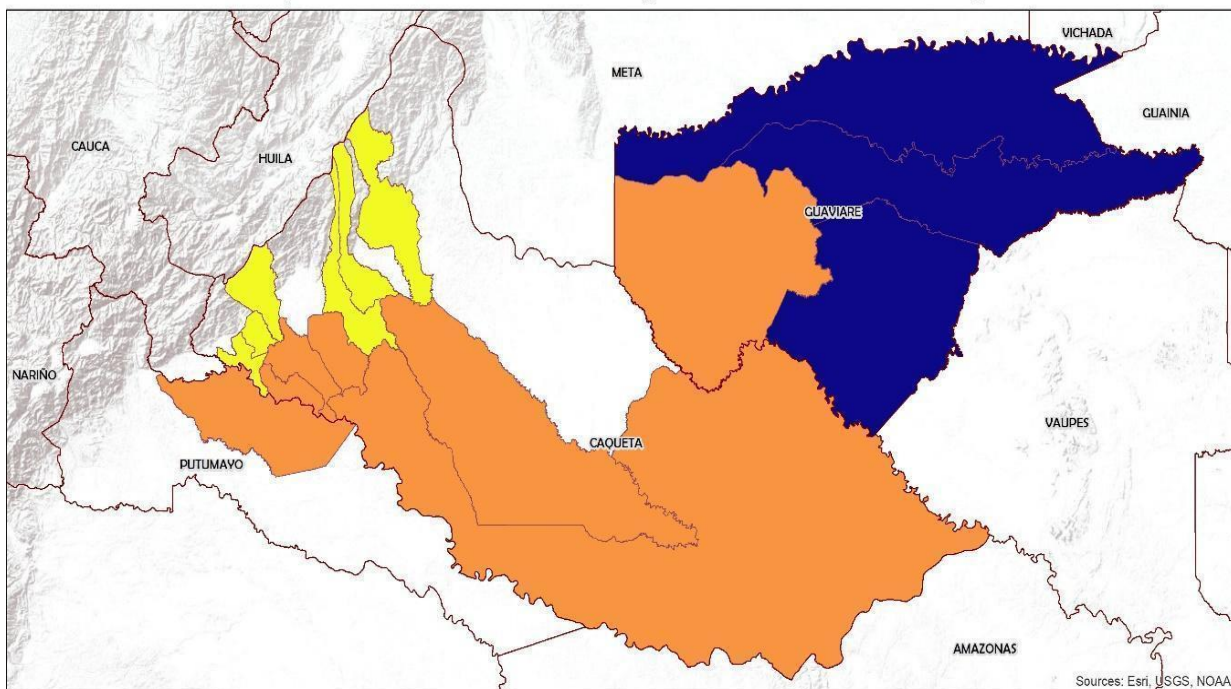 VICHADA
META
GUAINIA
CAUCA
HUILA
GUAVIARE
NARIÑO
VAUPES
CAQUETA
PUTUMAYO
AMAZONAS
Sources: Esri, USGS, NOAA